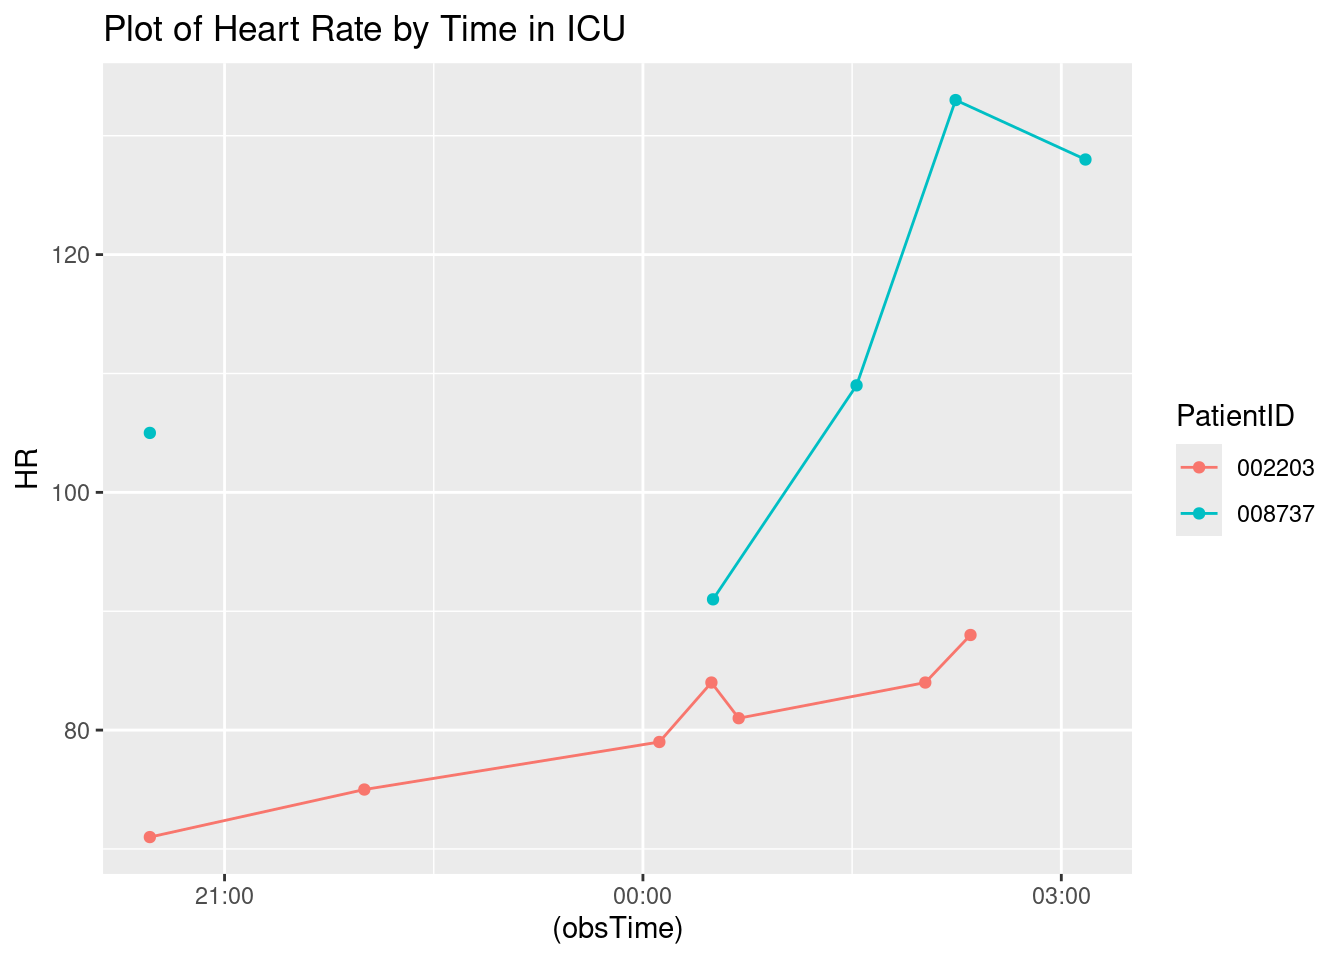 Plot of Heart Rate by Time in ICU
120
100
80
HR
21:00
00:00
03:00
(obsTime)
PatientID
002203
008737